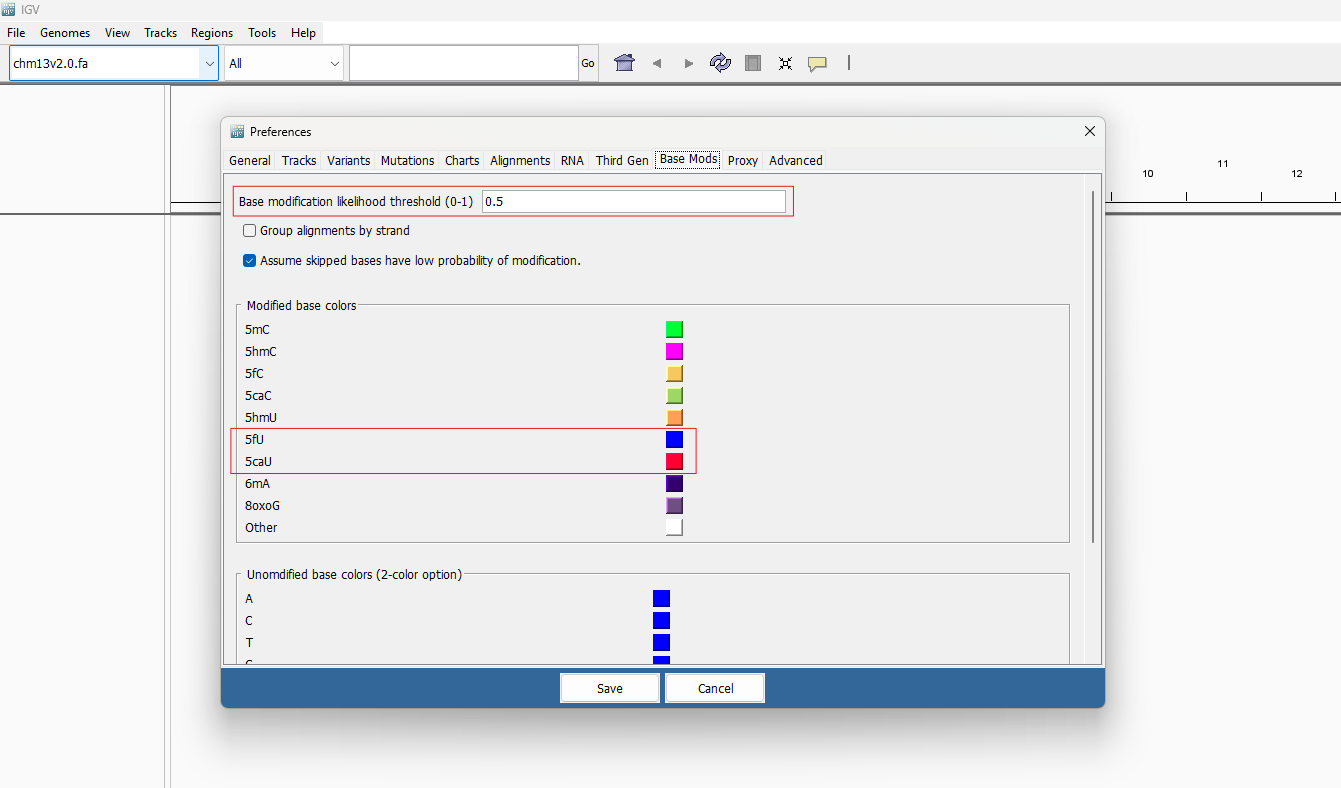 IGV
File Genomes View Tracks Regions Tools Help
chm13v2.0.fa All Go
Preferences
General Tracks Variants Mutations Charts Alignments RNA Third Gen Base Mods Proxy Advanced
11
10 12
Base modification likelihood threshold (0-1) 0.5
Group alignments by strand
Assume skipped bases have low probability of modification.
Modified base colors
5mC
5hmC
5fC
5caC
5hmU
5fU
5caU
6mA
8oxoG
Other
Unomdified base colors (2-color option)
A
C
T
Save Cancel